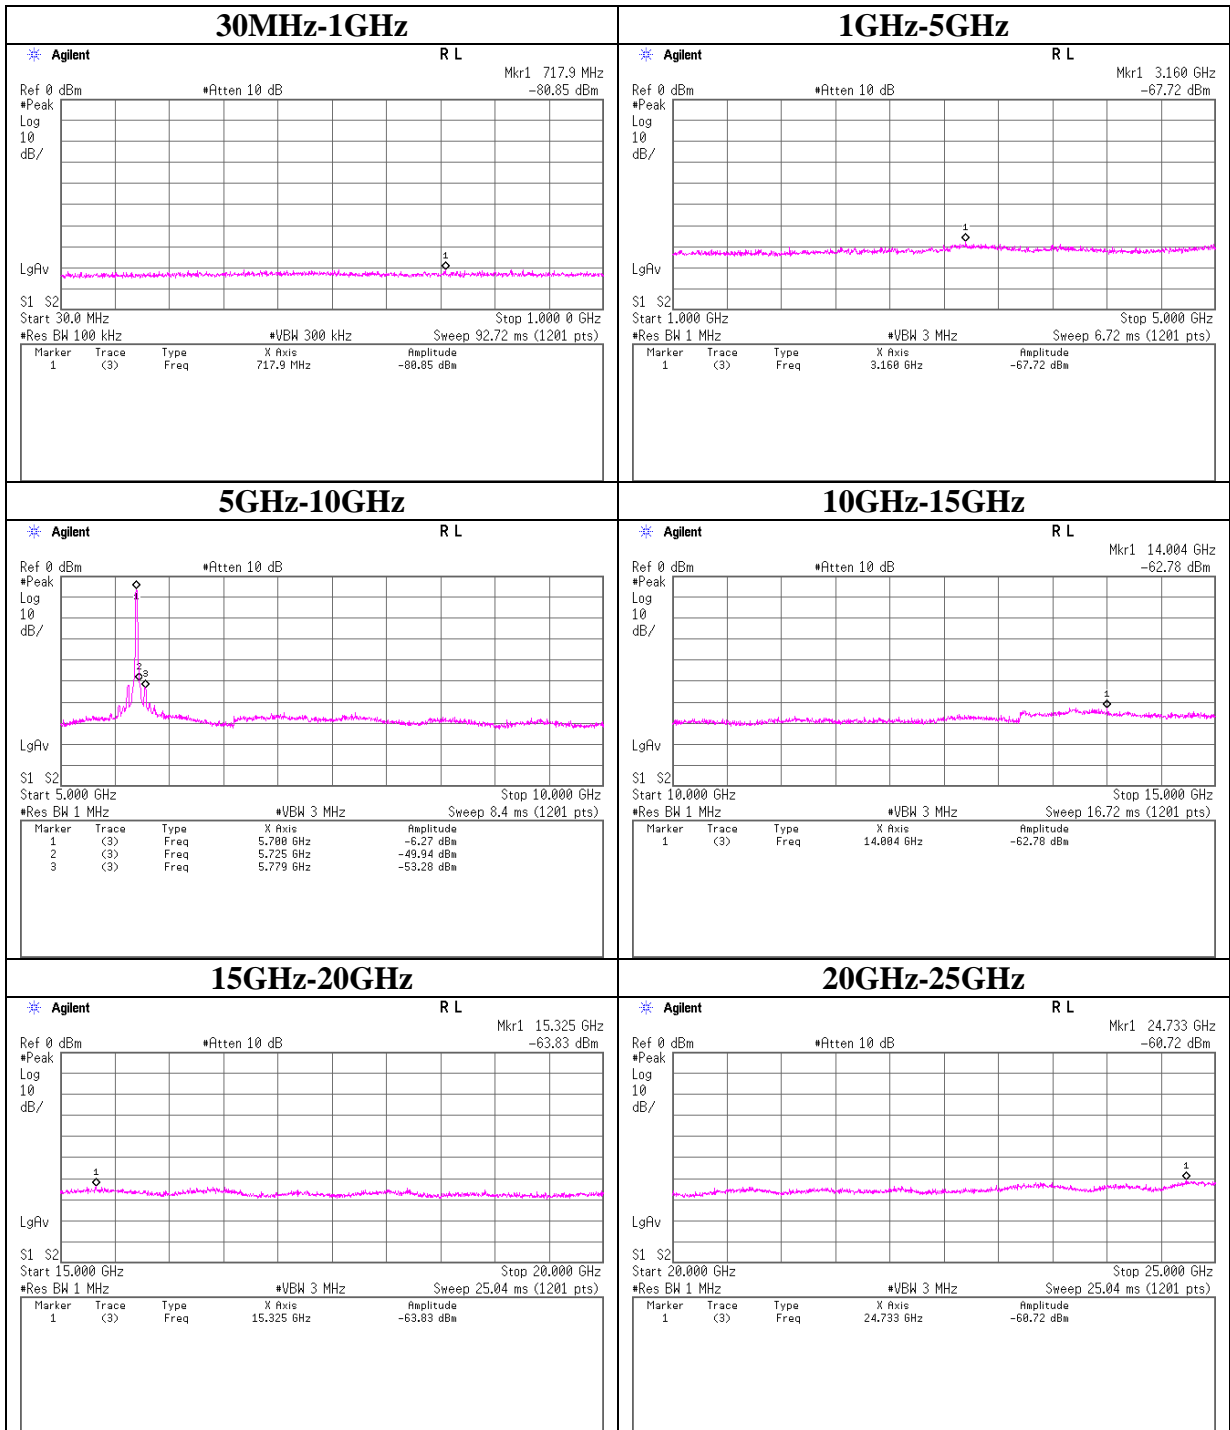 30MHz-1GHz
Agilent R L
Mkr1 717.9 MHz
Ref 0 dBm #Atten 10 dB -80.85 dBm
#Peak
Log
10
dB/
1
LgAv
S1 S2
Start 30.0 MHz Stop 1.000 0 GHz
#Res BW 100 kHz #VBW 300 kHz Sweep 92.72 ms (1201 pts)
Marker Trace Type X Axis Amplitude
1 (3) Freq 717.9 MHz -80.85 dBm
1GHz-5GHz
Agilent R L
Mkr1 3.160 GHz
Ref 0 dBm #Atten 10 dB -67.72 dBm
#Peak
Log
10
dB/
1
LgAv
S1 S2
Start 1.000 GHz Stop 5.000 GHz
#Res BW 1 MHz #VBW 3 MHz Sweep 6.72 ms (1201 pts)
Marker Trace Type X Axis Amplitude
1 (3) Freq 3.160 GHz -67.72 dBm
5GHz-10GHz
Agilent R L
Ref 0 dBm #Atten 10 dB
#Peak
Log
10
dB/
1
2
3
LgAv
S1 S2
Start 5.000 GHz Stop 10.000 GHz
#Res BW 1 MHz #VBW 3 MHz Sweep 8.4 ms (1201 pts)
Marker Trace Type X Axis Amplitude
1 (3) Freq 5.700 GHz -6.27 dBm
2 (3) Freq 5.725 GHz -49.94 dBm
3 (3) Freq 5.779 GHz -53.28 dBm
10GHz-15GHz
Agilent R L
Mkr1 14.004 GHz
Ref 0 dBm #Atten 10 dB -62.78 dBm
#Peak
Log
10
dB/
1
LgAv
S1 S2
Start 10.000 GHz Stop 15.000 GHz
#Res BW 1 MHz #VBW 3 MHz Sweep 16.72 ms (1201 pts)
Marker Trace Type X Axis Amplitude
1 (3) Freq 14.004 GHz -62.78 dBm
15GHz-20GHz
Agilent R L
Mkr1 15.325 GHz
Ref 0 dBm #Atten 10 dB -63.83 dBm
#Peak
Log
10
dB/
1
LgAv
S1 S2
Start 15.000 GHz Stop 20.000 GHz
#Res BW 1 MHz #VBW 3 MHz Sweep 25.04 ms (1201 pts)
Marker Trace Type X Axis Amplitude
1 (3) Freq 15.325 GHz -63.83 dBm
20GHz-25GHz
Agilent R L
Mkr1 24.733 GHz
Ref 0 dBm #Atten 10 dB -60.72 dBm
#Peak
Log
10
dB/
1
LgAv
S1 S2
Start 20.000 GHz Stop 25.000 GHz
#Res BW 1 MHz #VBW 3 MHz Sweep 25.04 ms (1201 pts)
Marker Trace Type X Axis Amplitude
1 (3) Freq 24.733 GHz -60.72 dBm